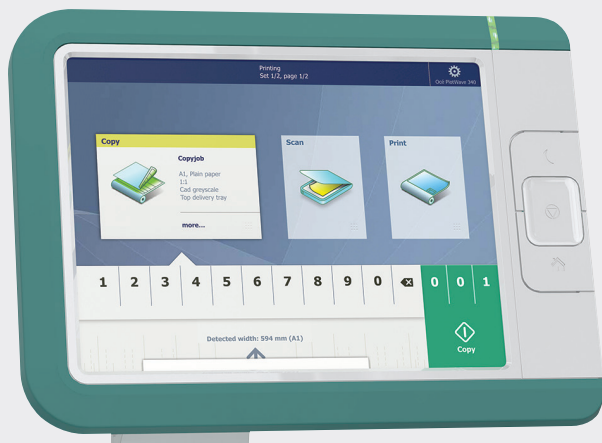 Printing
Set 1/2, page 1/2
Océ PlotWave 340
Copy
Copyjob
A1, Plain paper
1:1
Cad greyscale
Top delivery tray
more...
Scan
Print
1 2 3 4 5 6 7 8 9 0
0 0 1
Detected width: 594 mm (A1)
Copy